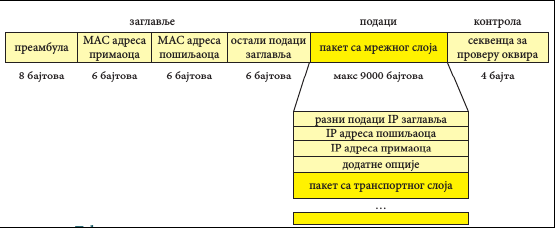 заглавље подаци контрола
преамбула
МАС адреса
примаоца
МАС адреса
пошиљаоца
остали подаци
заглавља
пакет са мрежног слоја
секвенца за
проверу оквира
8 бајтова 6 бајтова 6 бајтова 6 бајтова макс 9000 бајтова 4 бајта
разни подаци IP заглавља
IP адреса пошиљаоца
IP адреса примаоца
додатне опције
пакет са транспортног слоја
...